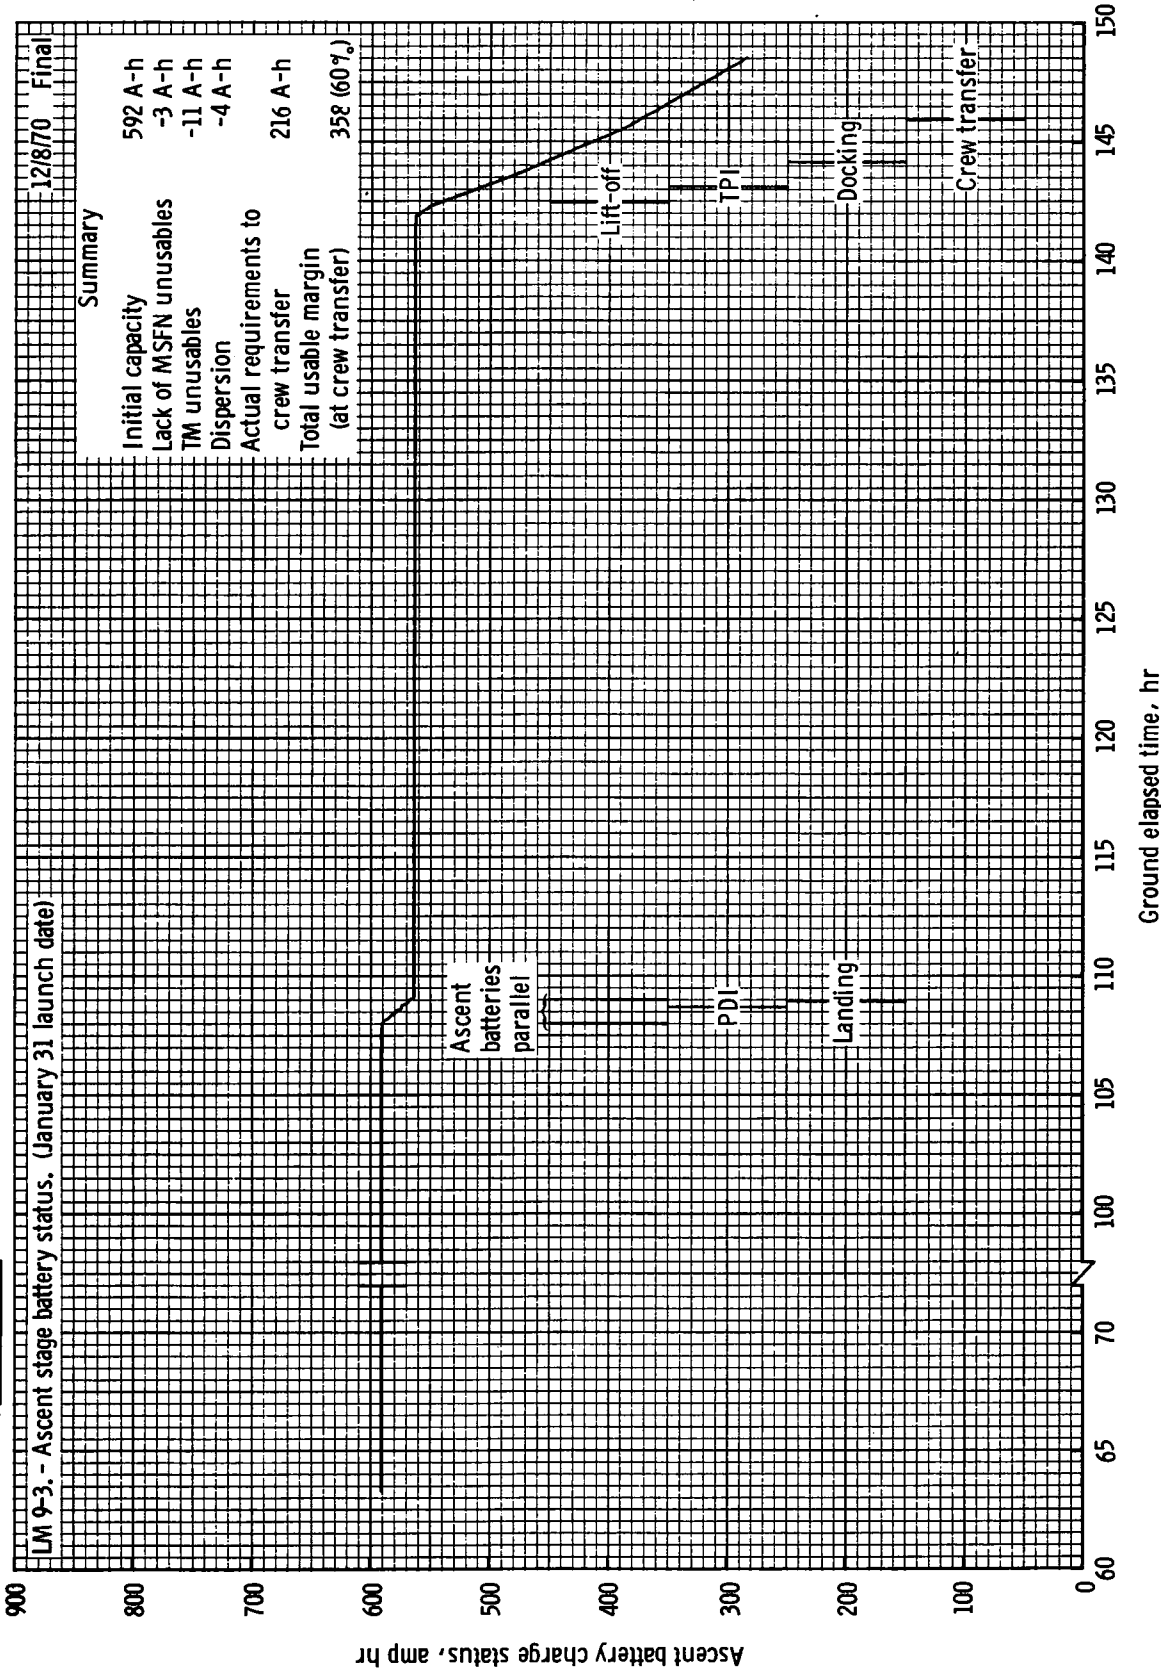 LM 9-3. - Ascent stage battery status. (January 31 launch date)
12/8/70 Final
Summary
Initial capacity 592 A-h
Lack of MSFN unusables -3 A-h
TM unusables -11 A-h
Dispersion -4 A-h
Actual requirements to
crew transfer 216 A-h
Total usable margin
(at crew transfer) 358 (60%)
Ascent
batteries
parallel
PDI
Landing
Lift-off
TPI
Docking
Crew transfer
Ascent battery charge status, amp hr
900
800
700
600
500
400
300
200
100
0
60
65
70
100
105
110
115
120
125
130
135
140
145
150
Ground elapsed time, hr